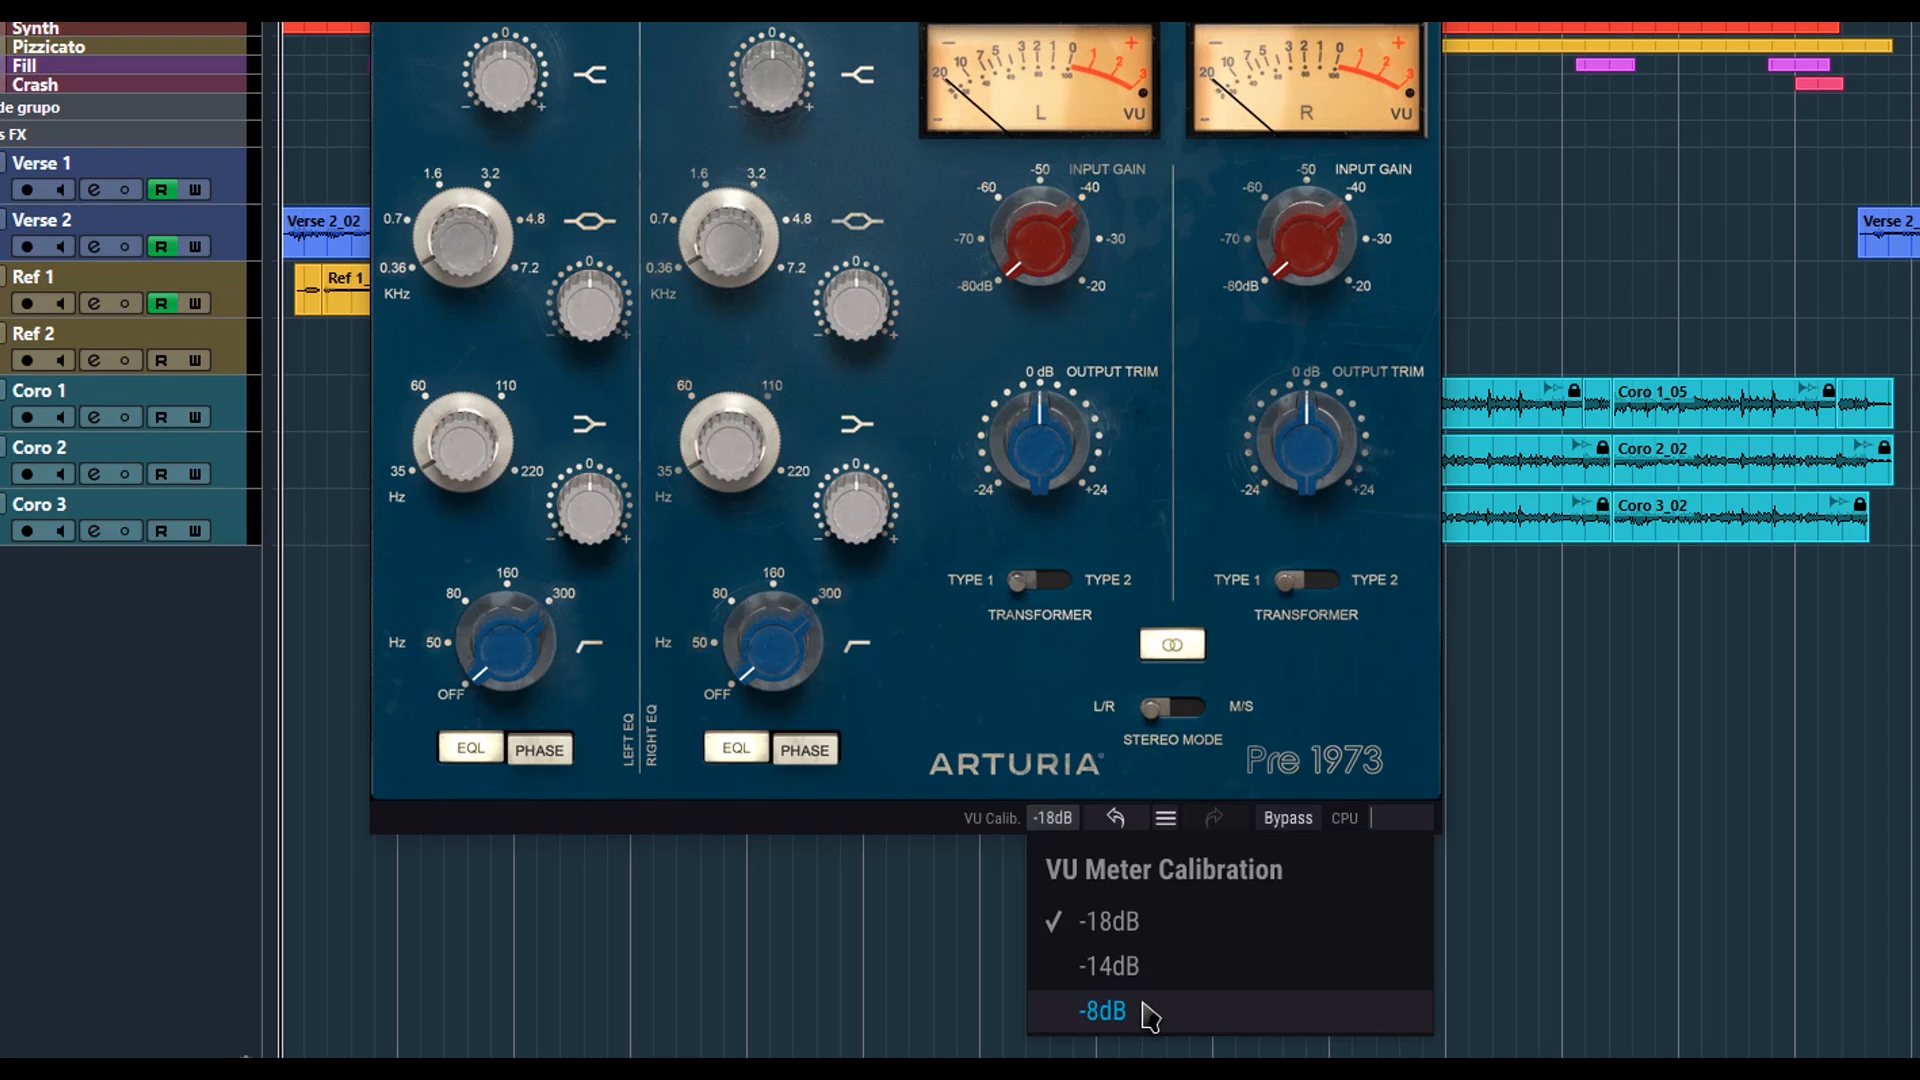 Synth
Pizzicato
Fill
Crash
de grupo
s FX
Verse 1
R W
Verse 2
R W
Ref 1
R W
Ref 2
R W
Coro 1
R W
Coro 2
R W
Coro 3
R W
Verse 2_02
Ref 1_
0
- +
1.6 3.2
0.7 4.8
0.36 7.2
KHz
0
- +
60 110
35 220
Hz
0
- +
160
80 300
Hz 50
OFF
EQL PHASE
LEFT EQ
RIGHT EQ
0
- +
1.6 3.2
0.7 4.8
0.36 7.2
KHz
0
- +
60 110
35 220
Hz
0
- +
160
80 300
Hz 50
OFF
EQL PHASE
- 20 10 7 5 3 2 1 0 1 2 3 +
L VU
- 20 10 7 5 3 2 1 0 1 2 3 +
R VU
-50 INPUT GAIN
-60 -40
-70 -30
-80dB -20
-50 INPUT GAIN
-60 -40
-70 -30
-80dB -20
0 dB OUTPUT TRIM
-24 +24
0 dB OUTPUT TRIM
-24 +24
TYPE 1 TYPE 2
TRANSFORMER
TYPE 1 TYPE 2
TRANSFORMER
L/R M/S
STEREO MODE
ARTURIA
Pre 1973
VU Calib. -18dB Bypass CPU
VU Meter Calibration
✓ -18dB
-14dB
-8dB
Verse 2_
Coro 1_05
Coro 2_02
Coro 3_02